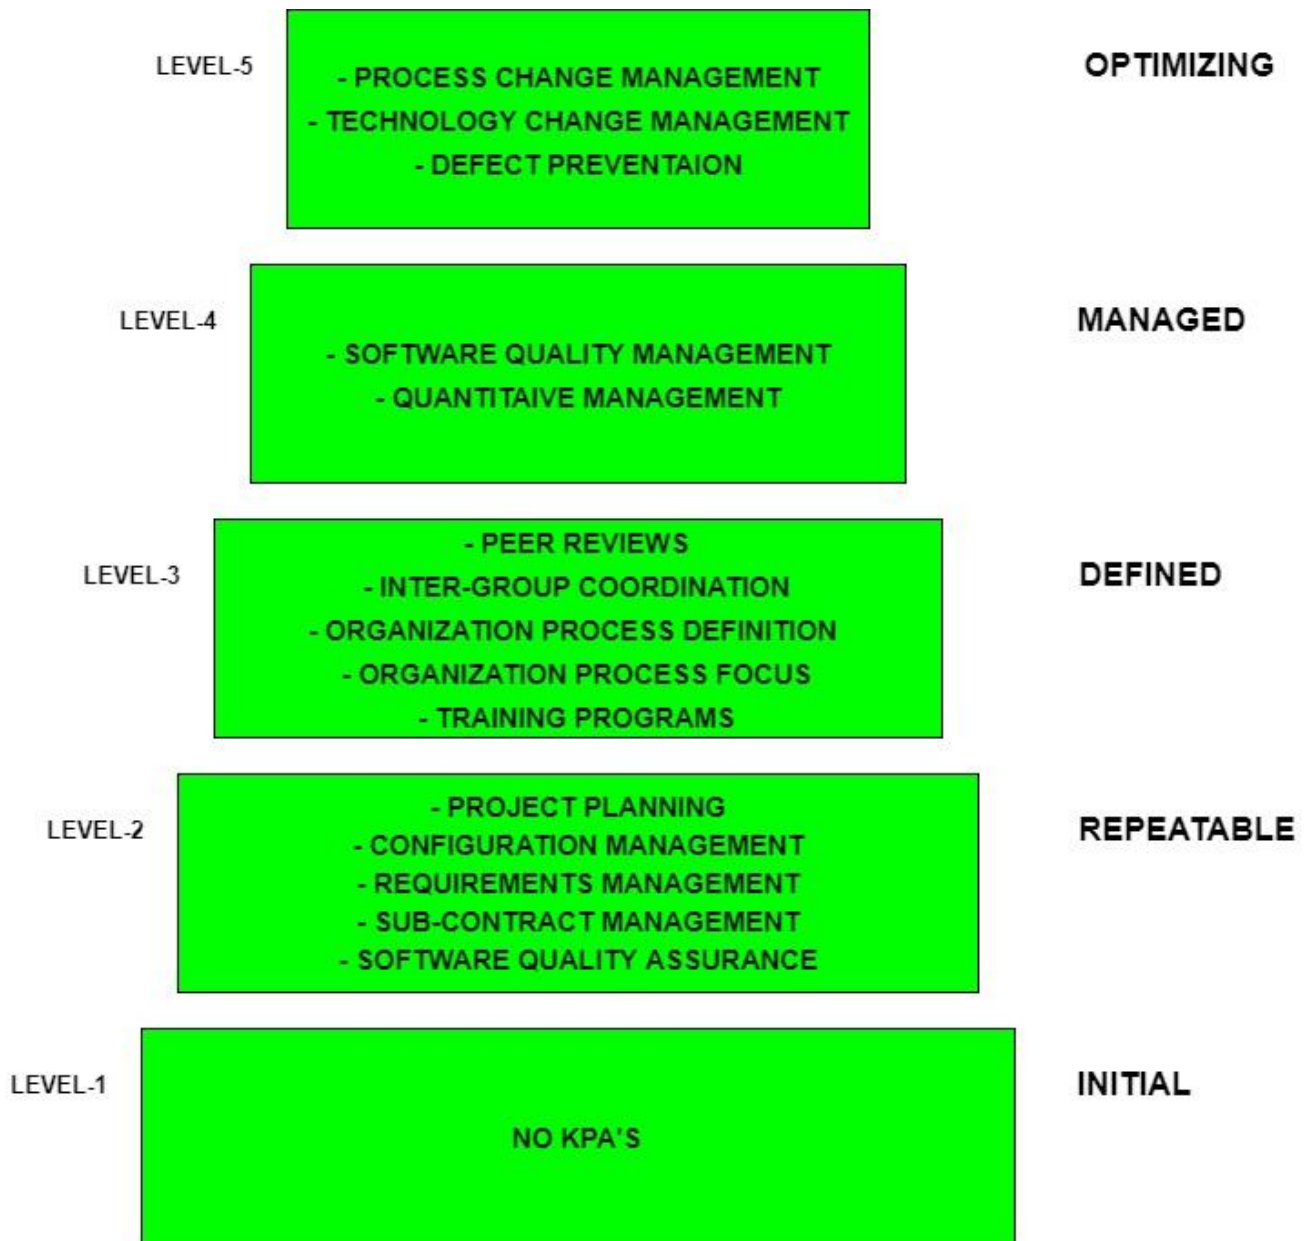 LEVEL-5
OPTIMIZING
- PROCESS CHANGE MANAGEMENT
- TECHNOLOGY CHANGE MANAGEMENT
- DEFECT PREVENTAION
LEVEL-4
MANAGED
- SOFTWARE QUALITY MANAGEMENT
- QUANTITAIVE MANAGEMENT
LEVEL-3
DEFINED
- PEER REVIEWS
- INTER-GROUP COORDINATION
- ORGANIZATION PROCESS DEFINITION
- ORGANIZATION PROCESS FOCUS
- TRAINING PROGRAMS
LEVEL-2
REPEATABLE
- PROJECT PLANNING
- CONFIGURATION MANAGEMENT
- REQUIREMENTS MANAGEMENT
- SUB-CONTRACT MANAGEMENT
- SOFTWARE QUALITY ASSURANCE
LEVEL-1
INITIAL
NO KPA'S